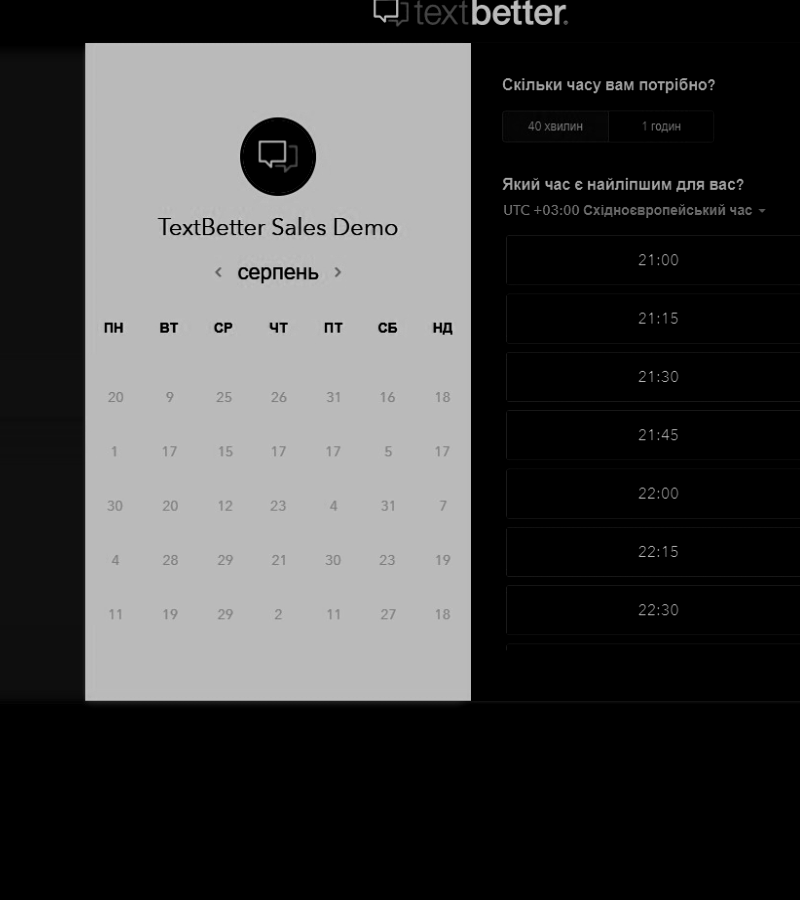 textbetter.
TextBetter Sales Demo
серпень
ПН ВТ СР ЧТ ПТ СБ НД
20 9 25 26 31 16 18
1 17 15 17 17 5 17
30 20 12 23 4 31 7
4 28 29 21 30 23 19
11 19 29 2 11 27 18
Скільки часу вам потрібно?
40 хвилин 1 годин
Який час є найліпшим для вас?
UTC +03:00 Східноєвропейський час
21:00
21:15
21:30
21:45
22:00
22:15
22:30